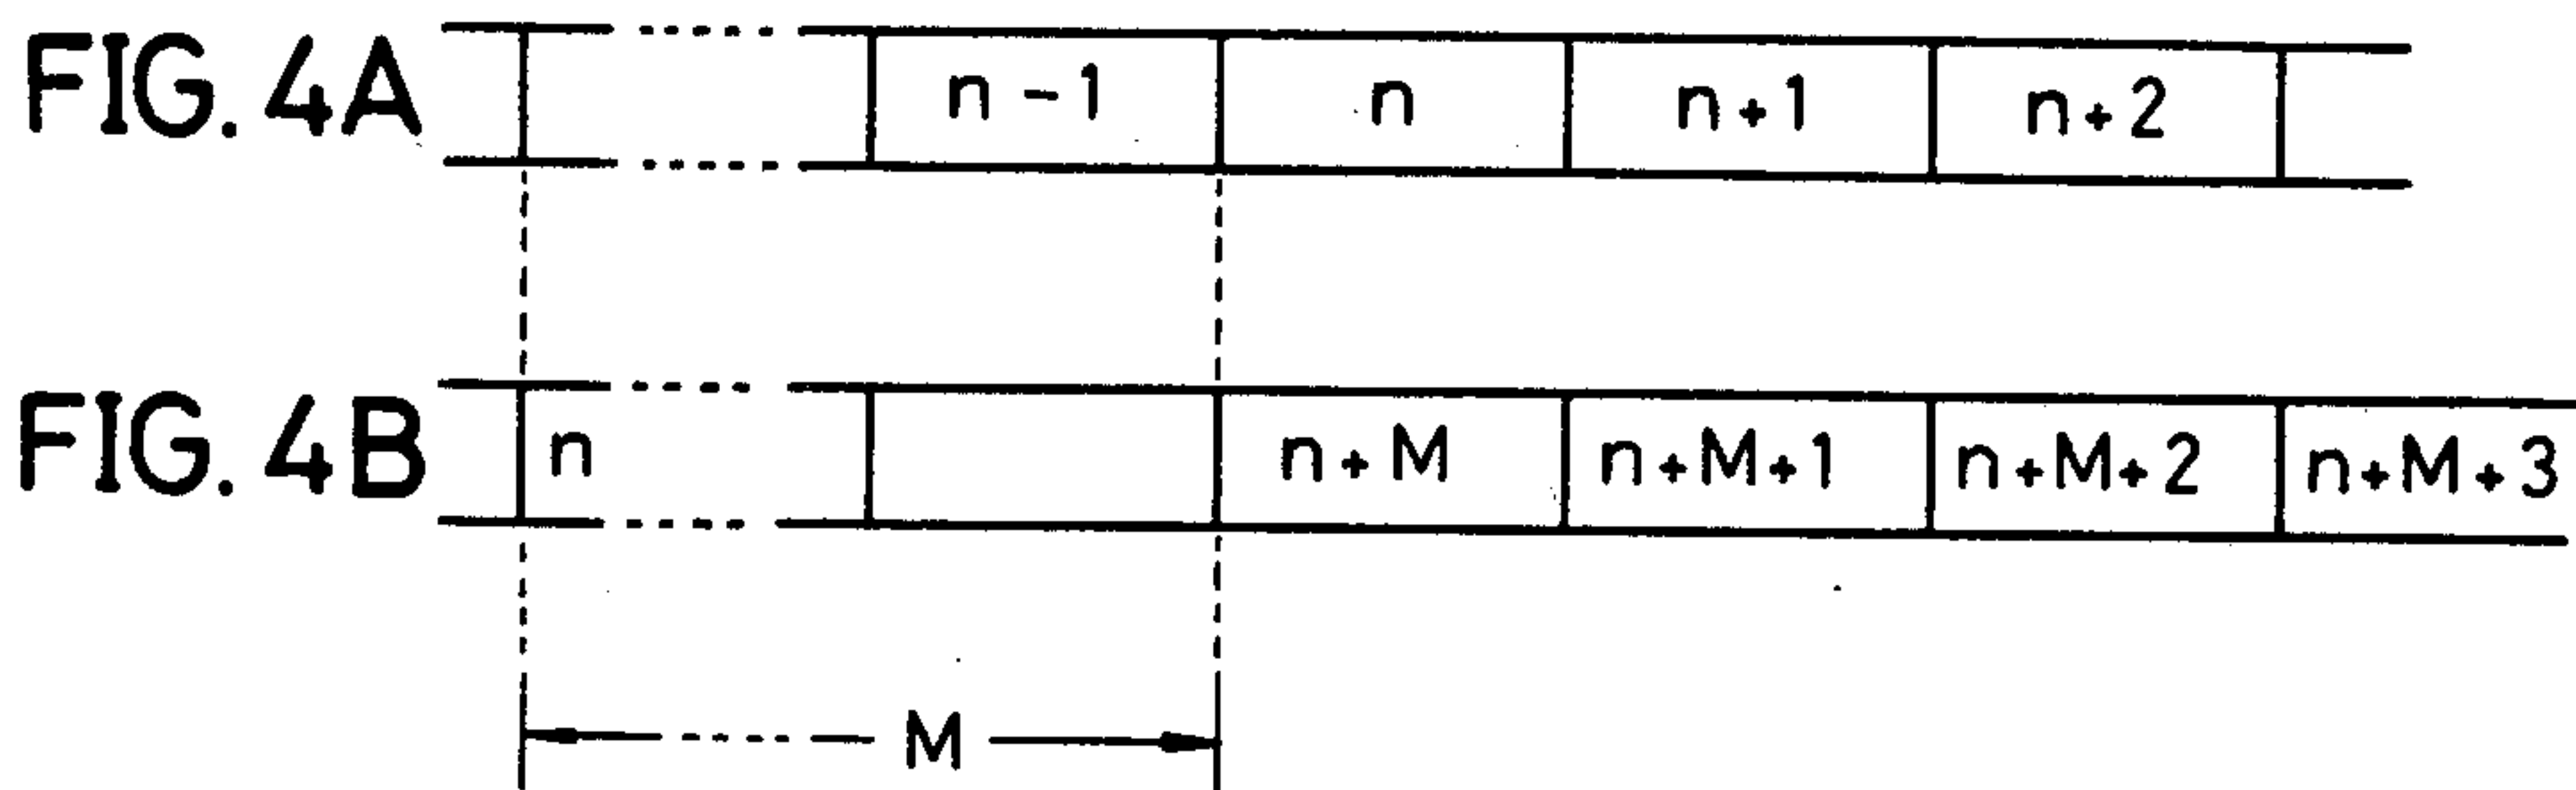 FIG. 4A n - 1 n n + 1 n + 2
FIG. 4B n n + M n + M + 1 n + M + 2 n + M + 3
M